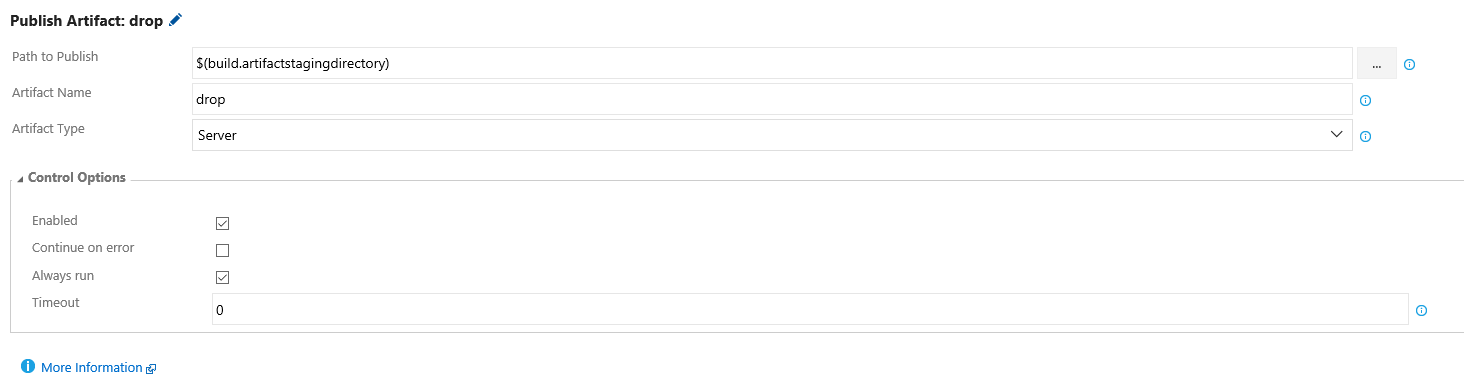 Publish Artifact: drop
Path to Publish
$(build.artifactstagingdirectory)
...
Artifact Name
drop
Artifact Type
Server
Control Options
Enabled
Continue on error
Always run
Timeout
0
More Information